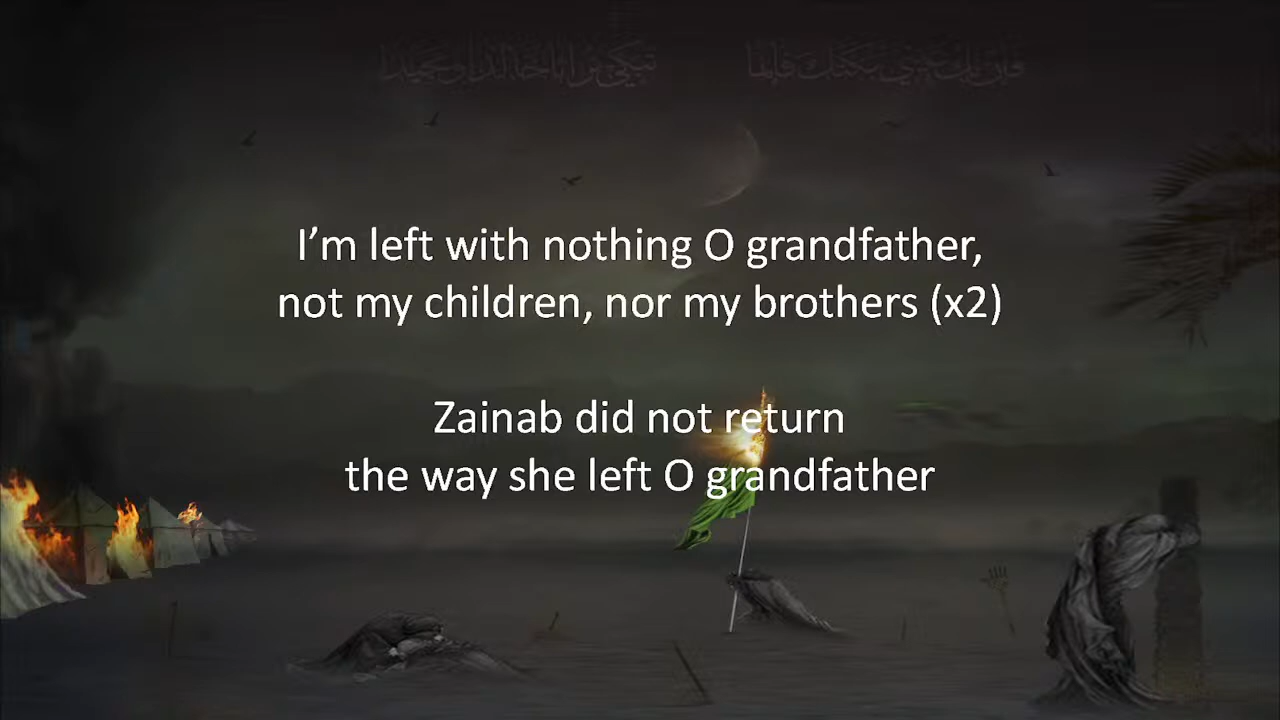 I'm left with nothing O grandfather,
not my children, nor my brothers (x2)
Zainab did not return
the way she left O grandfather